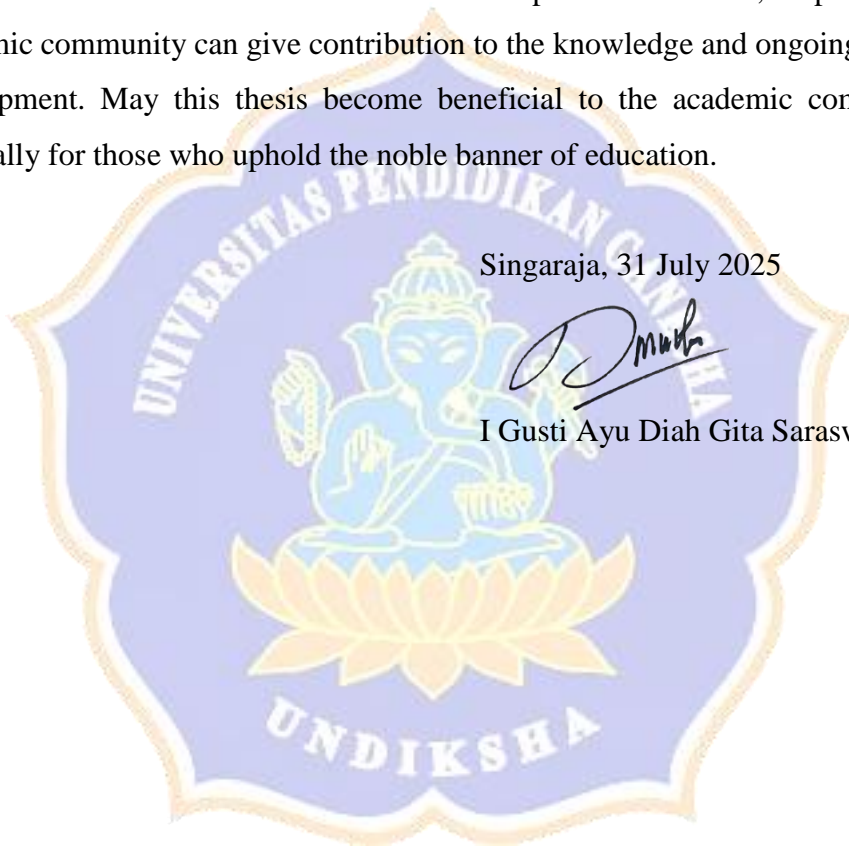 nic community can give contribution to the knowledge and ongoing
pment. May this thesis become beneficial to the academic com
ally for those who uphold the noble banner of education.
UNIVERSITAS PENDIDIKAN GANESHA
Singaraja, 31 July 2025
I Gusti Ayu Diah Gita Sarasv
UNDIKSHA